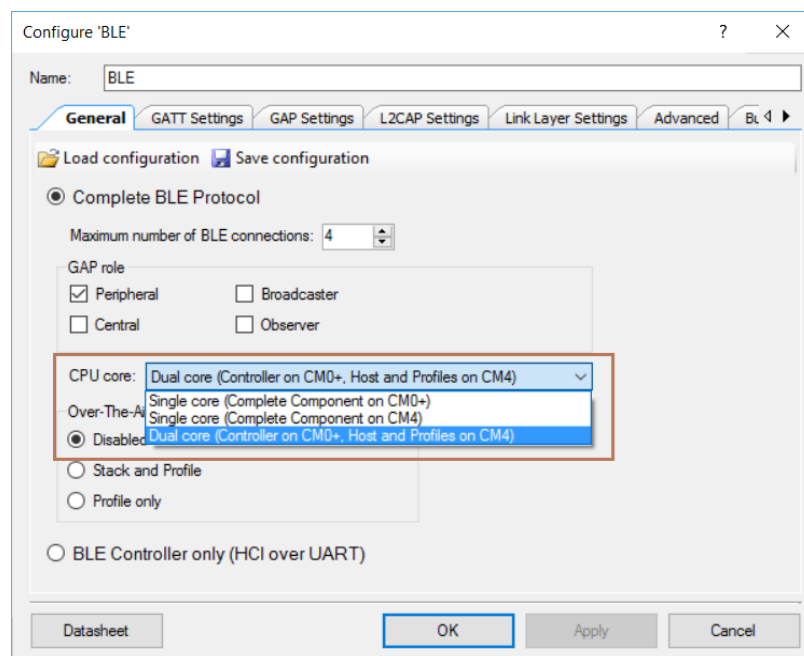 Configure 'BLE'
?
Name: BLE
General GATT Settings GAP Settings L2CAP Settings Link Layer Settings Advanced
Load configuration Save configuration
Complete BLE Protocol
Maximum number of BLE connections: 4
GAP role
Peripheral Broadcaster
Central Observer
CPU core: Dual core (Controller on CM0+, Host and Profiles on CM4)
Single core (Complete Component on CM0+)
Single core (Complete Component on CM4)
Dual core (Controller on CM0+, Host and Profiles on CM4)
Disabled
Stack and Profile
Profile only
BLE Controller only (HCI over UART)
Datasheet OK Apply Cancel